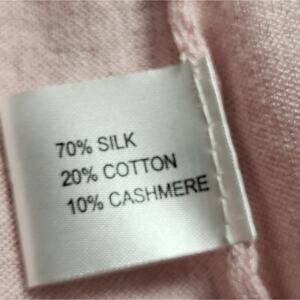 70% SILK
20% COTTON
10% CASHMERE